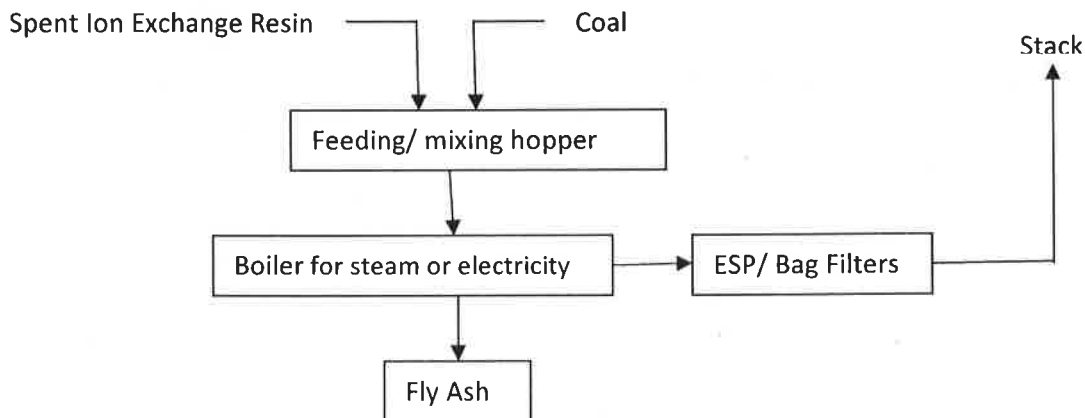 Spent Ion Exchange Resin
Coal
Stack
Feeding/ mixing hopper
Boiler for steam or electricity
ESP/ Bag Filters
Fly Ash